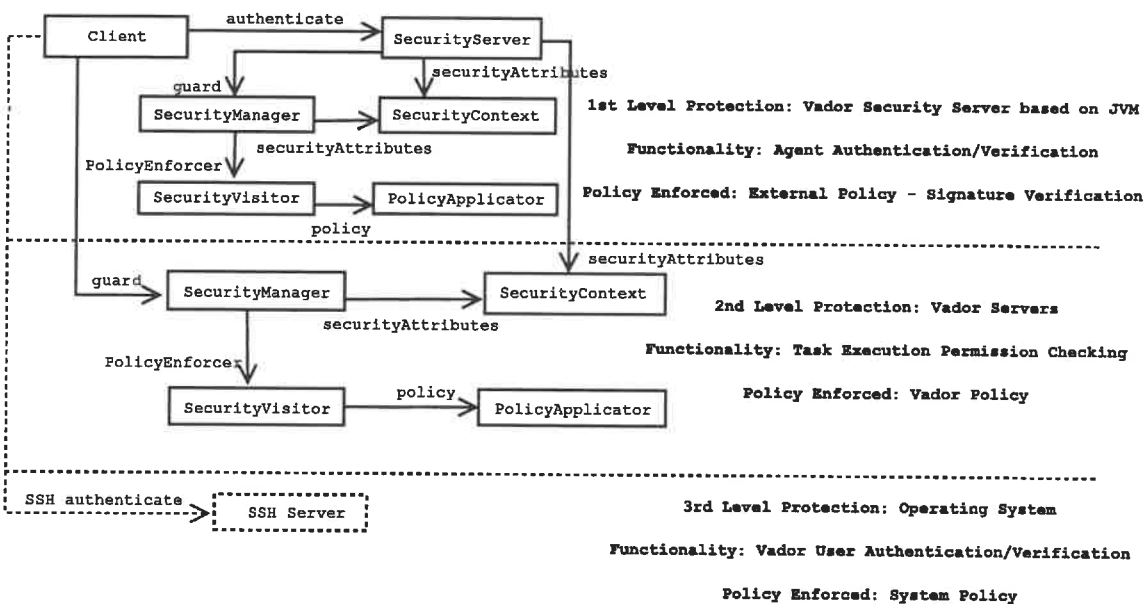 authenticate
Client
SecurityServer
securityAttributes
guard
SecurityManager
SecurityContext
1st Level Protection: Vador Security Server based on JVM
securityAttributes
Functionality: Agent Authentication/Verification
PolicyEnforcer
SecurityVisitor
PolicyApplicator
Policy Enforced: External Policy - Signature Verification
policy
securityAttributes
guard
SecurityManager
SecurityContext
2nd Level Protection: Vador Servers
securityAttributes
Functionality: Task Execution Permission Checking
PolicyEnforcer
policy
Policy Enforced: Vador Policy
SecurityVisitor
PolicyApplicator
SSH authenticate
SSH Server
3rd Level Protection: Operating System
Functionality: Vador User Authentication/Verification
Policy Enforced: System Policy